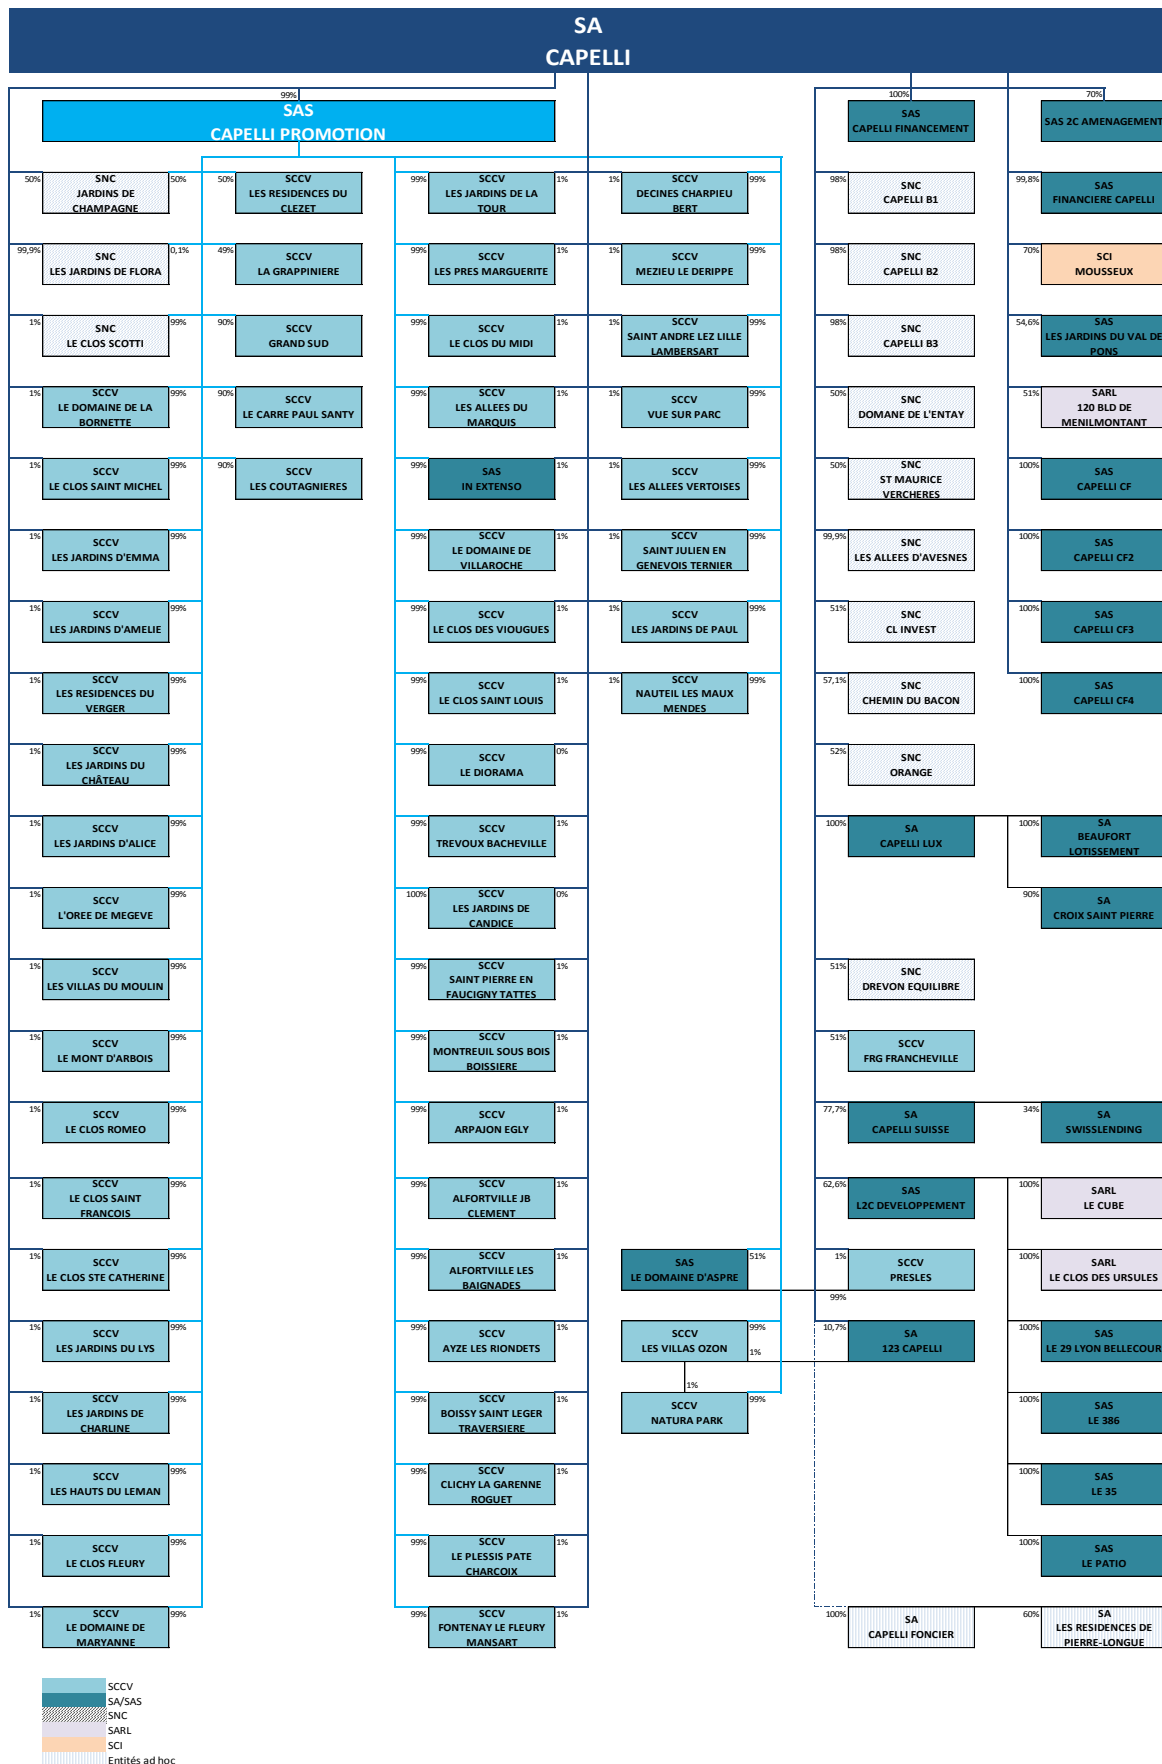 SA
CAPELLI
99%
100%
70%
SAS
CAPELLI PROMOTION
SAS
CAPELLI FINANCEMENT
SAS 2C AMENAGEMENT
50%
SNC
JARDINS DE
CHAMPAGNE
50%
50%
SCCV
LES RESIDENCES DU
CLEZET
99%
SCCV
LES JARDINS DE LA
TOUR
1%
1%
SCCV
DECINES CHARPIEU
BERT
99%
98%
SNC
CAPELLI B1
99,8%
SAS
FINANCIERE CAPELLI
99,9%
SNC
LES JARDINS DE FLORA
0,1%
49%
SCCV
LA GRAPPINIERE
99%
SCCV
LES PRES MARGUERITE
1%
1%
SCCV
MEZIEU LE DERIPPE
99%
98%
SNC
CAPELLI B2
70%
SCI
MOUSSEUX
1%
SNC
LE CLOS SCOTTI
99%
90%
SCCV
GRAND SUD
99%
SCCV
LE CLOS DU MIDI
1%
1%
SCCV
SAINT ANDRE LEZ LILLE
LAMBERSART
99%
98%
SNC
CAPELLI B3
54,6%
SAS
LES JARDINS DU VAL DE
PONS
1%
SCCV
LE DOMAINE DE LA
BORNETTE
99%
90%
SCCV
LE CARRE PAUL SANTY
99%
SCCV
LES ALLEES DU
MARQUIS
1%
1%
SCCV
VUE SUR PARC
99%
50%
SNC
DOMANE DE L'ENTAY
51%
SARL
120 BLD DE
MENILMONTANT
1%
SCCV
LE CLOS SAINT MICHEL
99%
90%
SCCV
LES COUTAGNIERES
99%
SAS
IN EXTENSO
1%
1%
SCCV
LES ALLEES VERTOISES
99%
50%
SNC
ST MAURICE
VERCHERES
100%
SAS
CAPELLI CF
1%
SCCV
LES JARDINS D'EMMA
99%
99%
SCCV
LE DOMAINE DE
VILLAROCHE
1%
1%
SCCV
SAINT JULIEN EN
GENEVOIS TERNIER
99%
99,9%
SNC
LES ALLEES D'AVESNES
100%
SAS
CAPELLI CF2
1%
SCCV
LES JARDINS D'AMELIE
99%
99%
SCCV
LE CLOS DES VIOUGUES
1%
1%
SCCV
LES JARDINS DE PAUL
99%
51%
SNC
CL INVEST
100%
SAS
CAPELLI CF3
1%
SCCV
LES RESIDENCES DU
VERGER
99%
99%
SCCV
LE CLOS SAINT LOUIS
1%
1%
SCCV
NAUTEIL LES MAUX
MENDES
99%
57,1%
SNC
CHEMIN DU BACON
100%
SAS
CAPELLI CF4
1%
SCCV
LES JARDINS DU
CHÂTEAU
99%
99%
SCCV
LE DIORAMA
0%
52%
SNC
ORANGE
1%
SCCV
LES JARDINS D'ALICE
99%
99%
SCCV
TREVOUX BACHEVILLE
1%
100%
SA
CAPELLI LUX
100%
SA
BEAUFORT
LOTISSEMENT
1%
SCCV
L'OREE DE MEGEVE
99%
100%
SCCV
LES JARDINS DE
CANDICE
0%
90%
SA
CROIX SAINT PIERRE
1%
SCCV
LES VILLAS DU MOULIN
99%
99%
SCCV
SAINT PIERRE EN
FAUCIGNY TATTES
1%
51%
SNC
DREVON EQUILIBRE
1%
SCCV
LE MONT D'ARBOIS
99%
99%
SCCV
MONTREUIL SOUS BOIS
BOISSIERE
1%
51%
SCCV
FRG FRANCHEVILLE
1%
SCCV
LE CLOS ROMEO
99%
99%
SCCV
ARPAJON EGLY
1%
77,7%
SA
CAPELLI SUISSE
34%
SA
SWISSLENDING
1%
SCCV
LE CLOS SAINT
FRANCOIS
99%
99%
SCCV
ALFORTVILLE JB
CLEMENT
1%
62,6%
SAS
L2C DEVELOPPEMENT
100%
SARL
LE CUBE
1%
SCCV
LE CLOS STE CATHERINE
99%
99%
SCCV
ALFORTVILLE LES
BAIGNADES
1%
SAS
LE DOMAINE D'ASPRE
51%
1%
SCCV
PRESLES
99%
100%
SARL
LE CLOS DES URSULES
1%
SCCV
LES JARDINS DU LYS
99%
99%
SCCV
AYZE LES RIONDETS
1%
SCCV
LES VILLAS OZON
99%
1%
10,7%
SA
123 CAPELLI
100%
SAS
LE 29 LYON BELLECOUR
1%
SCCV
LES JARDINS DE
CHARLINE
99%
99%
SCCV
BOISSY SAINT LEGER
TRAVERSIERE
1%
1%
SCCV
NATURA PARK
99%
100%
SAS
LE 386
1%
SCCV
LES HAUTS DU LEMAN
99%
99%
SCCV
CLICHY LA GARENNE
ROGUET
1%
100%
SAS
LE 35
1%
SCCV
LE CLOS FLEURY
99%
99%
SCCV
LE PLESSIS PATE
CHARCOIX
1%
100%
SAS
LE PATIO
1%
SCCV
LE DOMAINE DE
MARYANNE
99%
99%
SCCV
FONTENAY LE FLEURY
MANSART
1%
100%
SA
CAPELLI FONCIER
60%
SA
LES RESIDENCES DE
PIERRE-LONGUE
SCCV
SA/SAS
SNC
SARL
SCI
Entités ad hoc